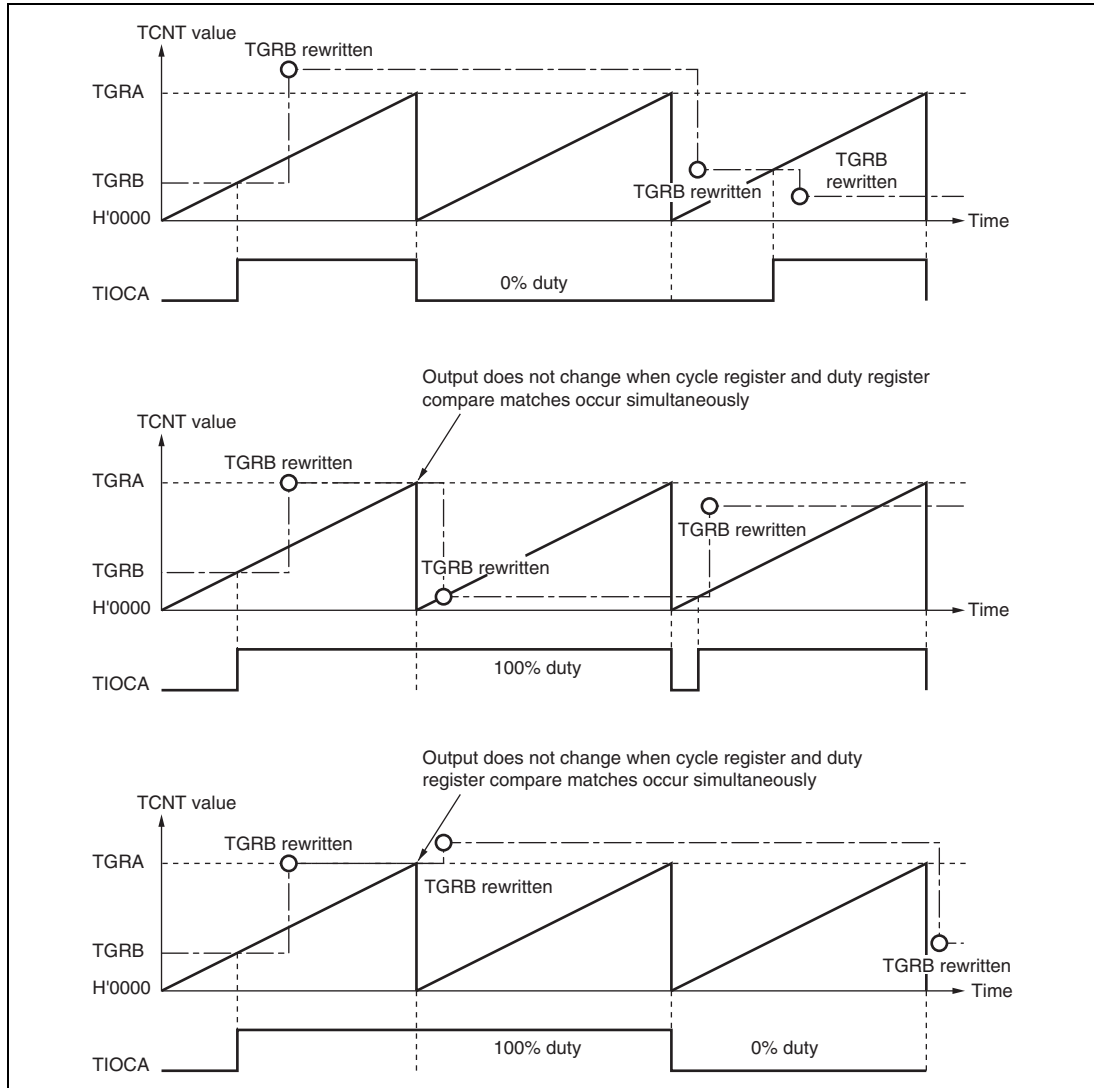 TCNT value
TGRB rewritten
TGRA
TGRB
rewritten
TGRB
TGRB rewritten
H'0000
Time
0% duty
TIOCA
Output does not change when cycle register and duty register
compare matches occur simultaneously
TCNT value
TGRB rewritten
TGRA
TGRB rewritten
TGRB
TGRB rewritten
H'0000
Time
100% duty
TIOCA
Output does not change when cycle register and duty
register compare matches occur simultaneously
TCNT value
TGRB rewritten
TGRA
TGRB rewritten
TGRB
TGRB rewritten
H'0000
Time
100% duty
0% duty
TIOCA